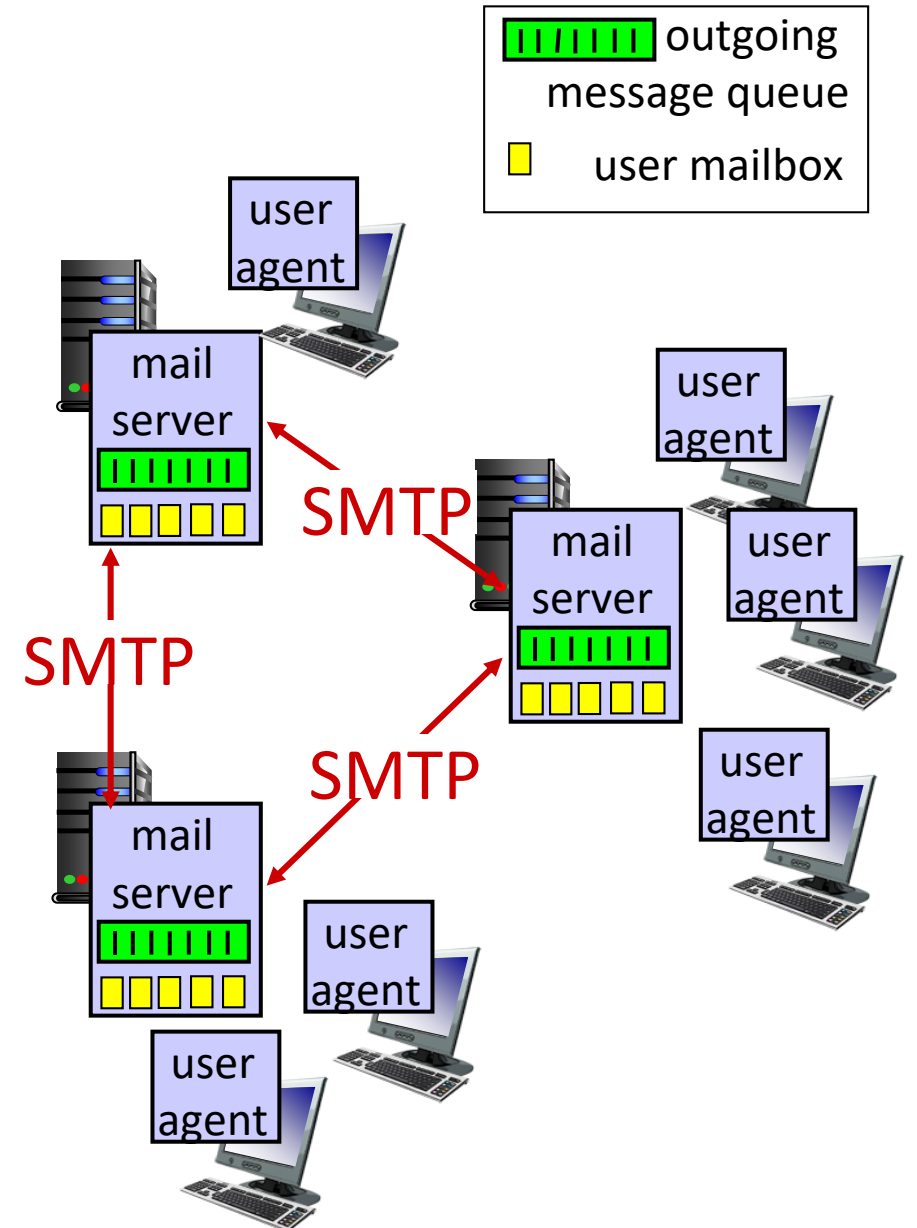 outgoing
message queue
user mailbox
user
agent
mail
server
SMTP
user
agent
mail
server
user
agent
SMTP
SMTP
user
agent
mail
server
user
agent
user
agent